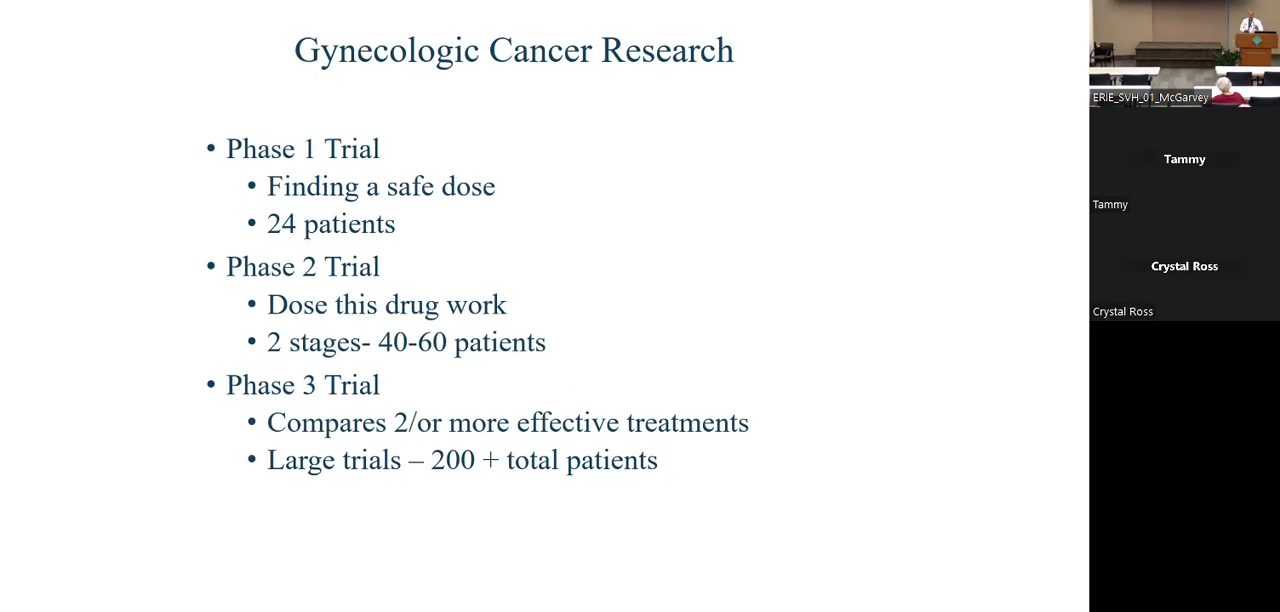 Gynecologic Cancer Research
• Phase 1 Trial
• Finding a safe dose
• 24 patients
• Phase 2 Trial
• Dose this drug work
• 2 stages- 40-60 patients
• Phase 3 Trial
• Compares 2/or more effective treatments
• Large trials – 200 + total patients
ERIE_SVH_01_McGarvey
Tammy
Tammy
Crystal Ross
Crystal Ross